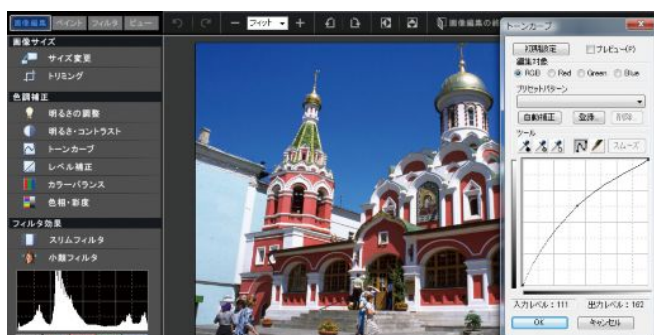 画像編集 ペイント フィルタ ビュー
フィット
画像編集の終
画像サイズ
サイズ変更
トリミング
色調補正
明るさの調整
明るさ・コントラスト
トーンカーブ
レベル補正
カラーバランス
色相・彩度
フィルタ効果
スリムフィルタ
小顔フィルタ
トーンカーブ
初期設定
プレビュー(P)
編集対象
RGB Red Green Blue
プリセットパターン
自動補正 登録... 削除...
ツール
スムーズ
入力レベル：111 出力レベル：162
OK キャンセル